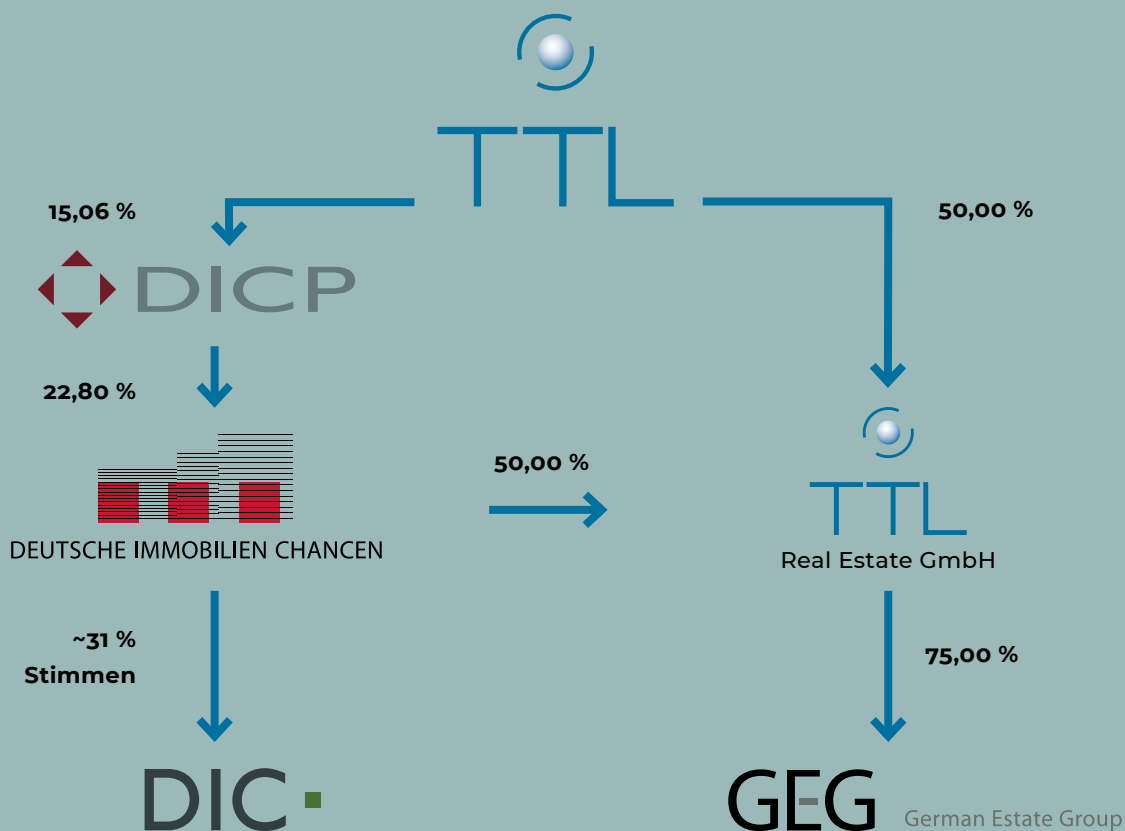 TTL
15,06 %
50,00 %
DICP
22,80 %
50,00 %
DEUTSCHE IMMOBILIEN CHANCEN
TTL
Real Estate GmbH
~31 %
Stimmen
75,00 %
DIC
GEG German Estate Group